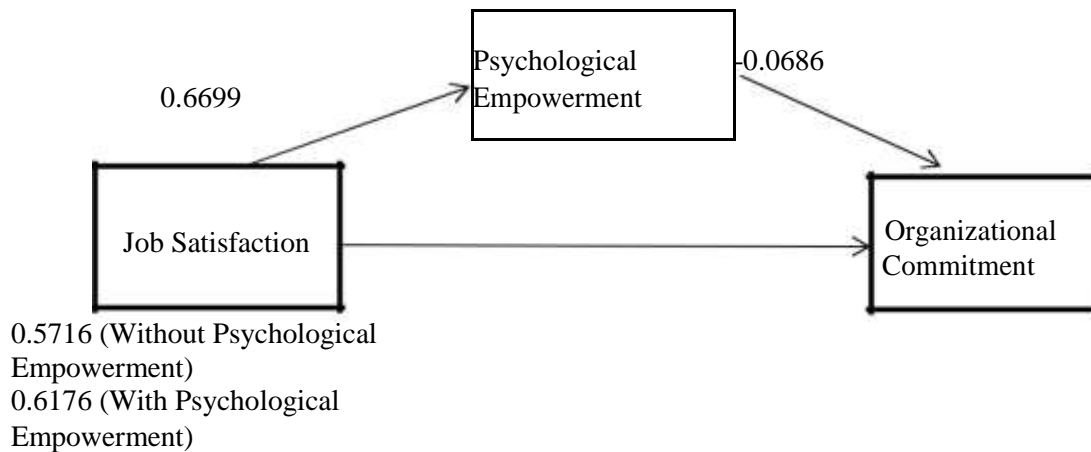 Psychological
Empowerment
-0.0686
0.6699
Job Satisfaction
Organizational
Commitment
0.5716 (Without Psychological
Empowerment)
0.6176 (With Psychological
Empowerment)